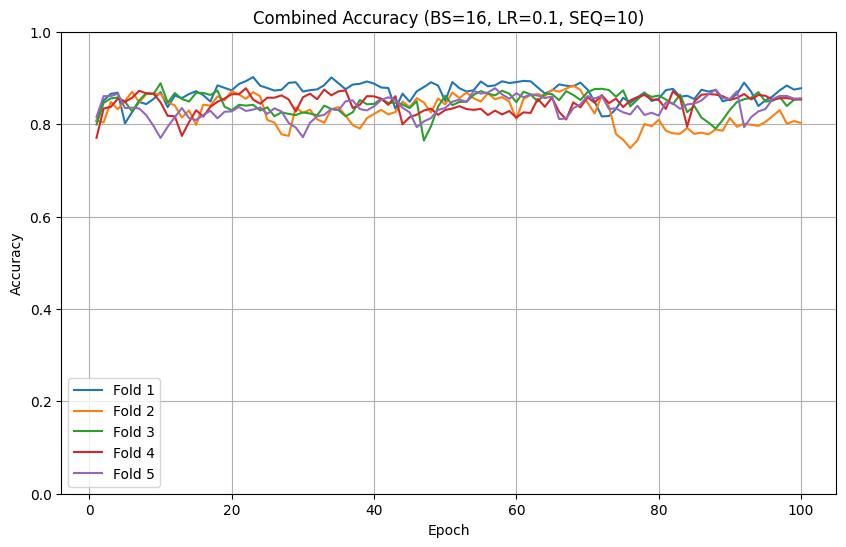 Combined Accuracy (BS=16, LR=0.1, SEQ=10)
1.0
0.8
0.6
0.4
0.2
0.0
Accuracy
Fold 1
Fold 2
Fold 3
Fold 4
Fold 5
0 20 40 60 80 100
Epoch